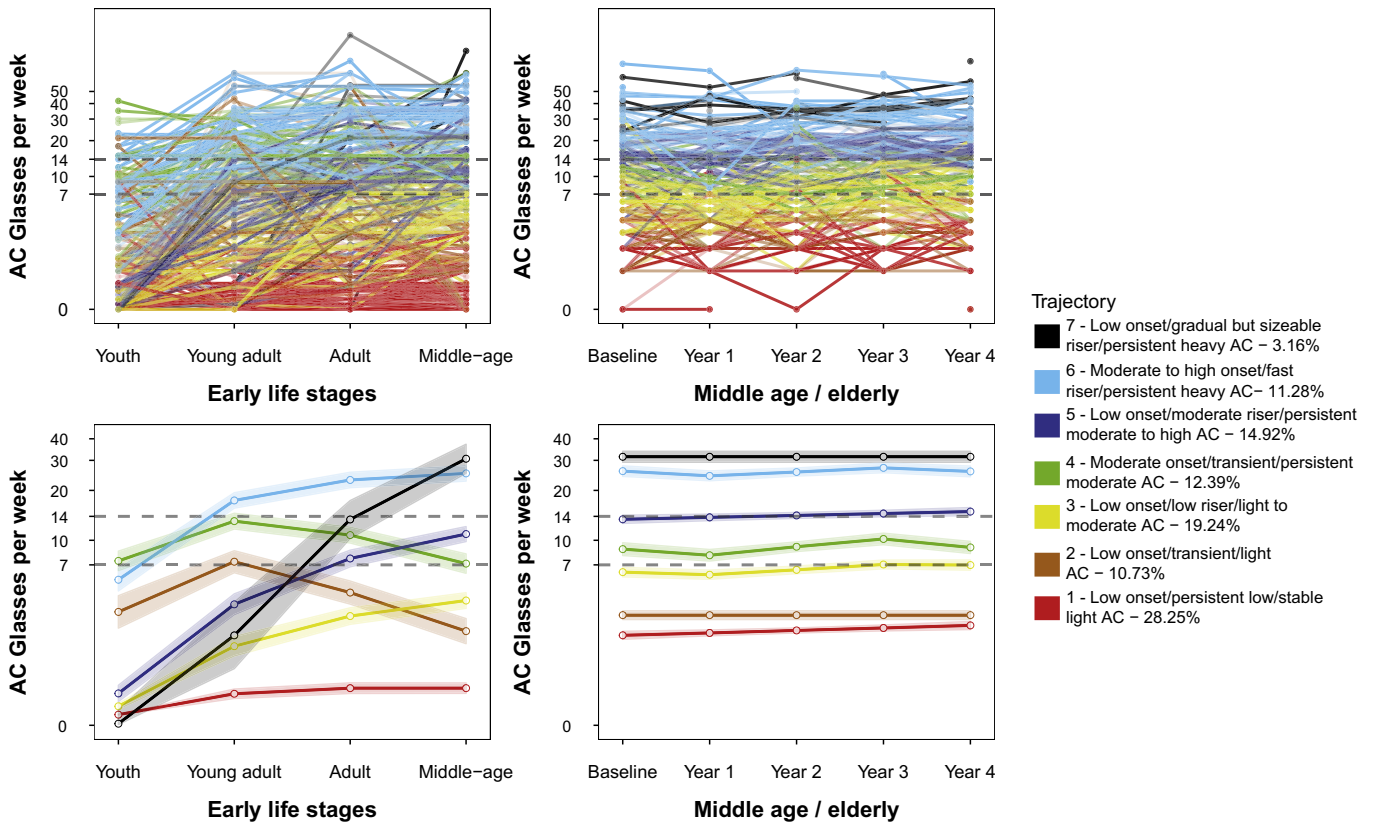 AC Glasses per week
50
40
30
20
14
10
7
0
Youth
Young adult
Adult
Middle−age
Early life stages
AC Glasses per week
50
40
30
20
14
10
7
0
Baseline
Year 1
Year 2
Year 3
Year 4
Middle age / elderly
AC Glasses per week
40
30
20
14
10
7
0
Youth
Young adult
Adult
Middle−age
Early life stages
AC Glasses per week
40
30
20
14
10
7
0
Baseline
Year 1
Year 2
Year 3
Year 4
Middle age / elderly
Trajectory
7 - Low onset/gradual but sizeable
riser/persistent heavy AC − 3.16%
6 - Moderate to high onset/fast
riser/persistent heavy AC− 11.28%
5 - Low onset/moderate riser/persistent
moderate to high AC − 14.92%
4 - Moderate onset/transient/persistent
moderate AC − 12.39%
3 - Low onset/low riser/light to
moderate AC − 19.24%
2 - Low onset/transient/light
AC − 10.73%
1 - Low onset/persistent low/stable
light AC − 28.25%